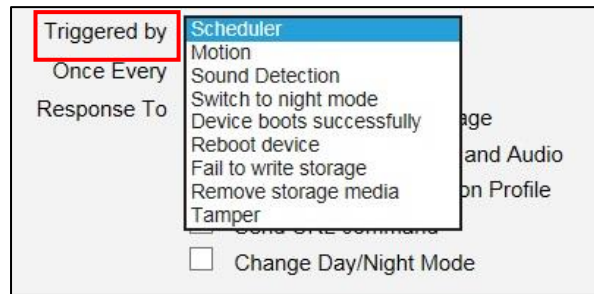 Triggered by
Scheduler
Motion
Once Every
Sound Detection
Switch to night mode
Response To
Device boots successfully
Reboot device
and Audio
Fail to write storage
Remove storage media
on Profile
Tamper
Change Day/Night Mode